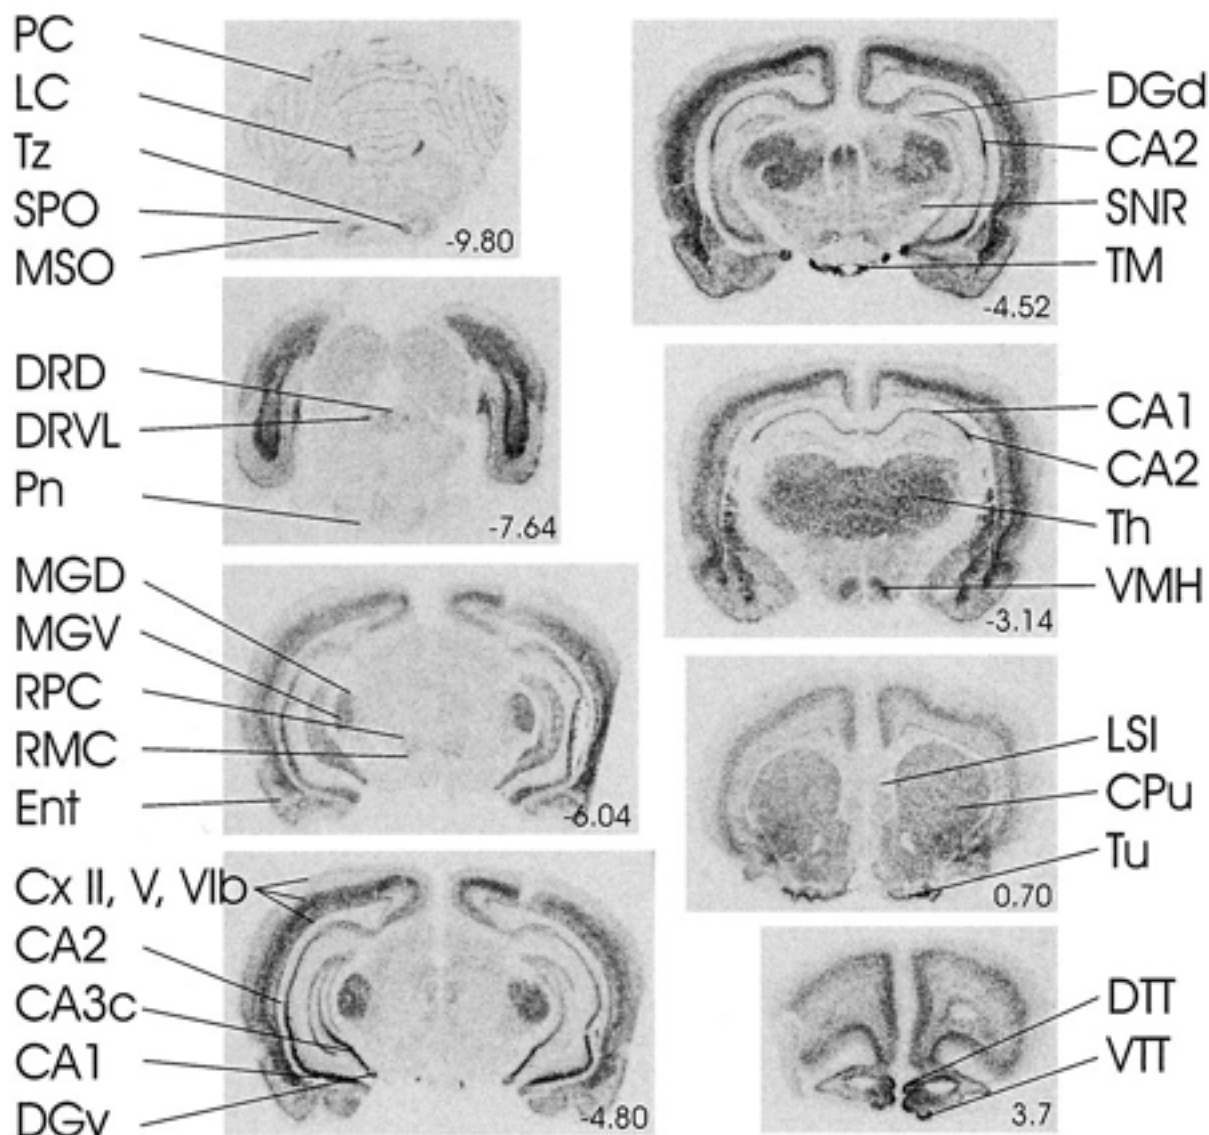 PC
LC
Tz
SPO
MSO
-9.80
DRD
DRVL
Pn
-7.64
MGD
MGV
RPC
RMC
Ent
-6.04
Cx II, V, VIb
CA2
CA3c
CA1
DGv
-4.80
DGd
CA2
SNR
TM
-4.52
CA1
CA2
Th
VMH
-3.14
LSI
CPu
Tu
0.70
DTT
VTT
3.7